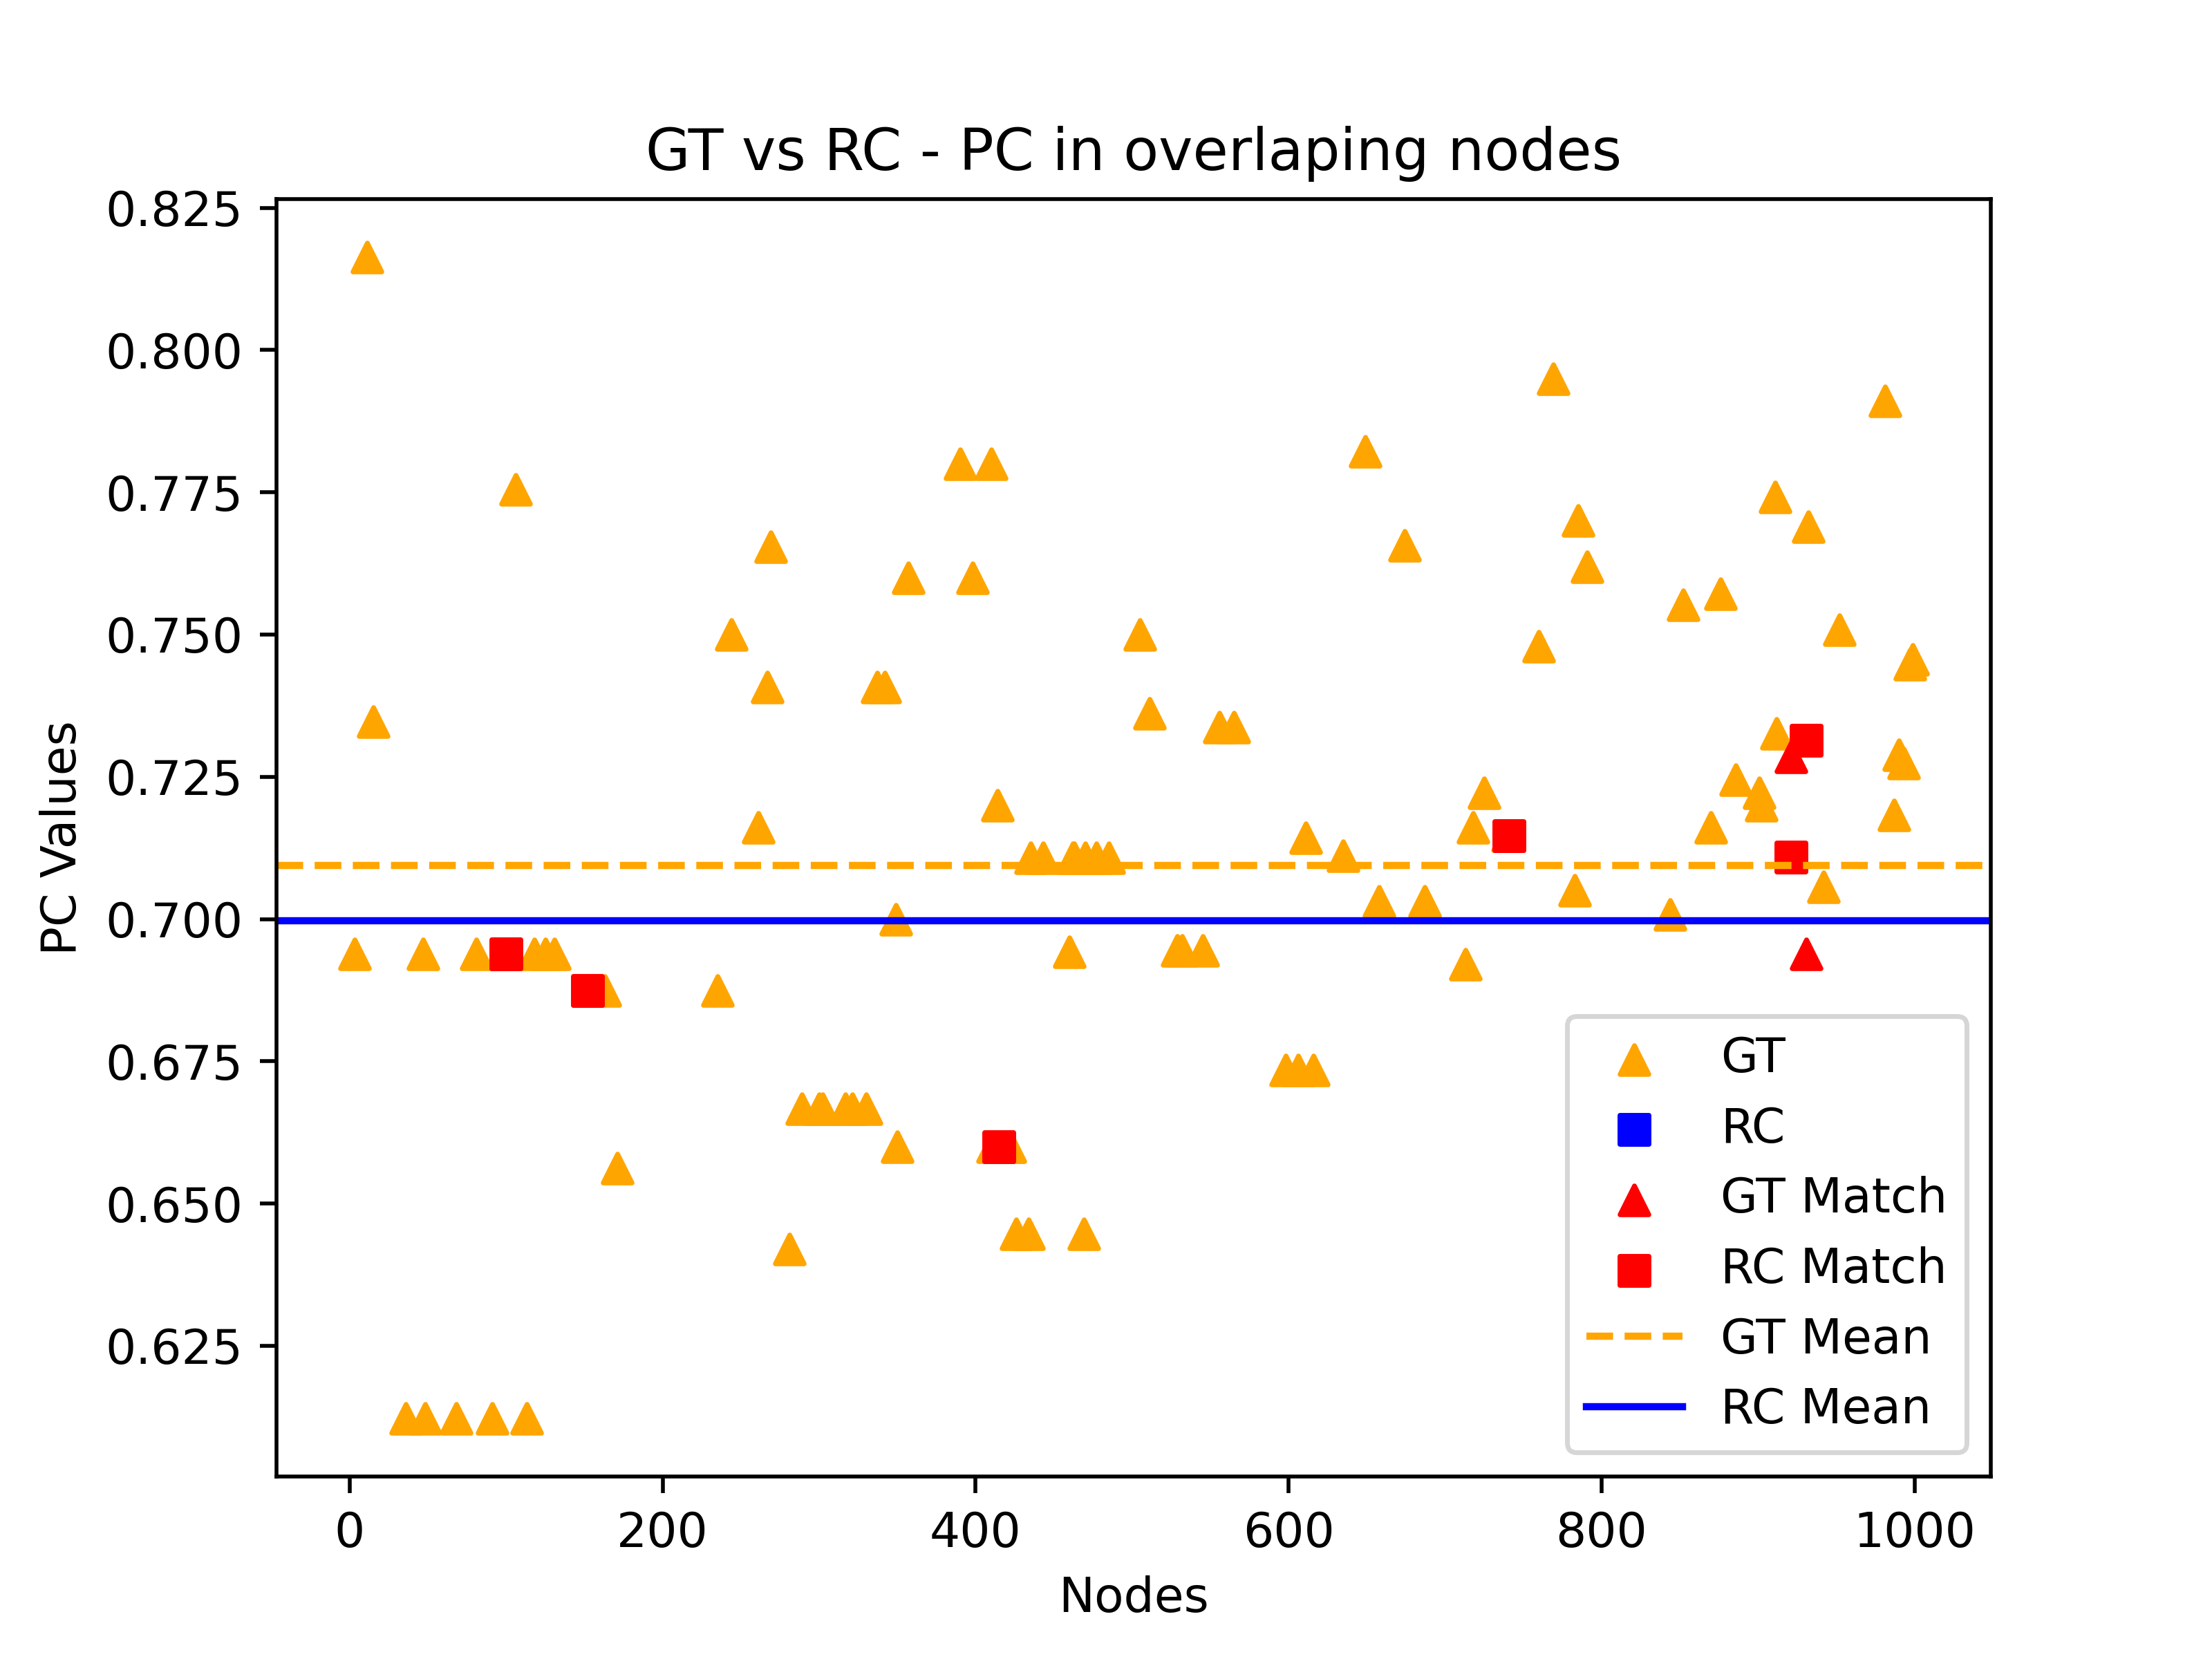 GT vs RC - PC in overlaping nodes
0.825
0.800
0.775
0.750
0.725
0.700
0.675
0.650
0.625
PC Values
GT
RC
GT Match
RC Match
GT Mean
RC Mean
0 200 400 600 800 1000
Nodes